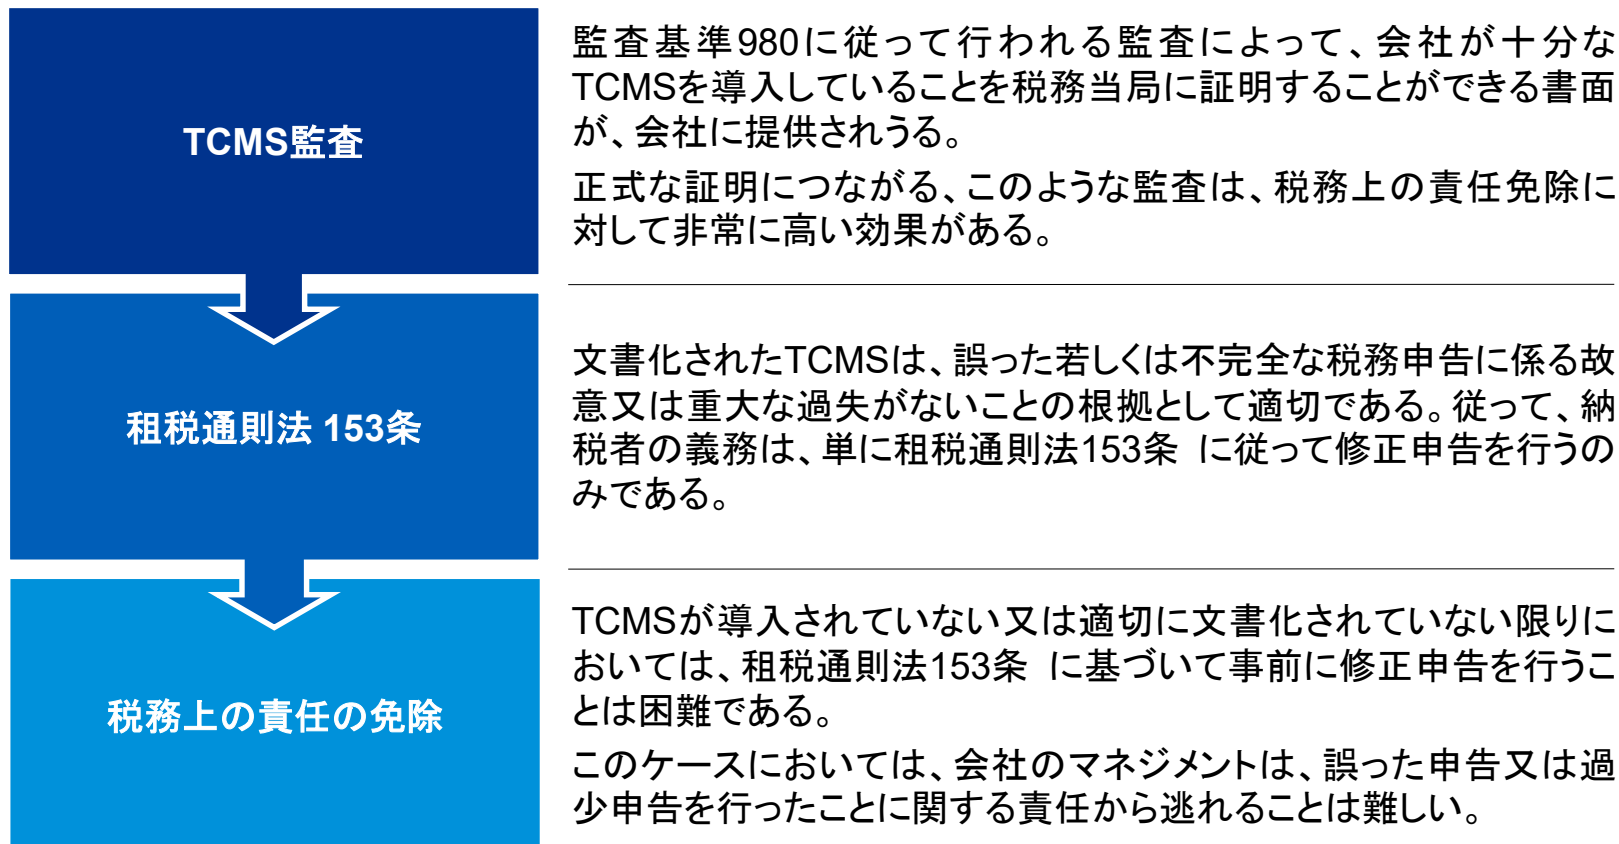 TCMS監査
監査基準980に従って行われる監査によって、会社が十分な
TCMSを導入していることを税務当局に証明することができる書面
が、会社に提供されうる。
正式な証明につながる、このような監査は、税務上の責任免除に
対して非常に高い効果がある。
租税通則法 153条
文書化されたTCMSは、誤った若しくは不完全な税務申告に係る故
意又は重大な過失がないことの根拠として適切である。従って、納
税者の義務は、単に租税通則法153条 に従って修正申告を行うの
みである。
税務上の責任の免除
TCMSが導入されていない又は適切に文書化されていない限りに
おいては、租税通則法153条 に基づいて事前に修正申告を行うこ
とは困難である。
このケースにおいては、会社のマネジメントは、誤った申告又は過
少申告を行ったことに関する責任から逃れることは難しい。